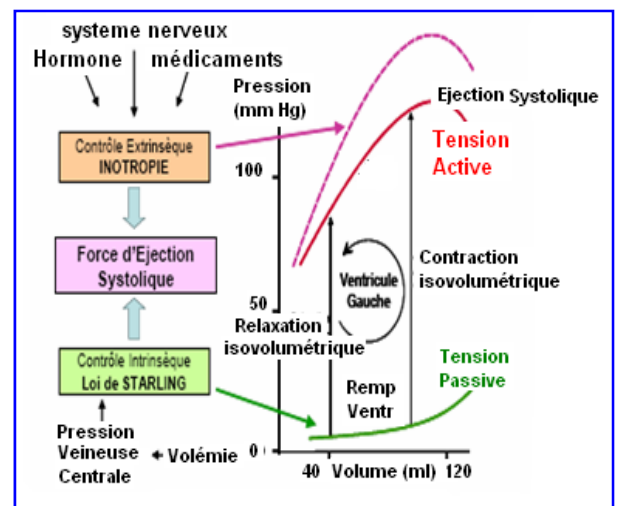 systeme nerveux
Hormone médicaments
Contrôle Extrinsèque
INOTROPIE
Force d'Ejection
Systolique
Contrôle Intrinsèque
Loi de STARLING
Pression
Veineuse
Centrale
Volémie
Pression
(mm Hg)
100
50
0
Ejection Systolique
Tension
Active
Contraction
isovolumétrique
Ventricule
Gauche
Relaxation
isovolumétrique
Remp
Ventr
Tension
Passive
40 Volume (ml) 120